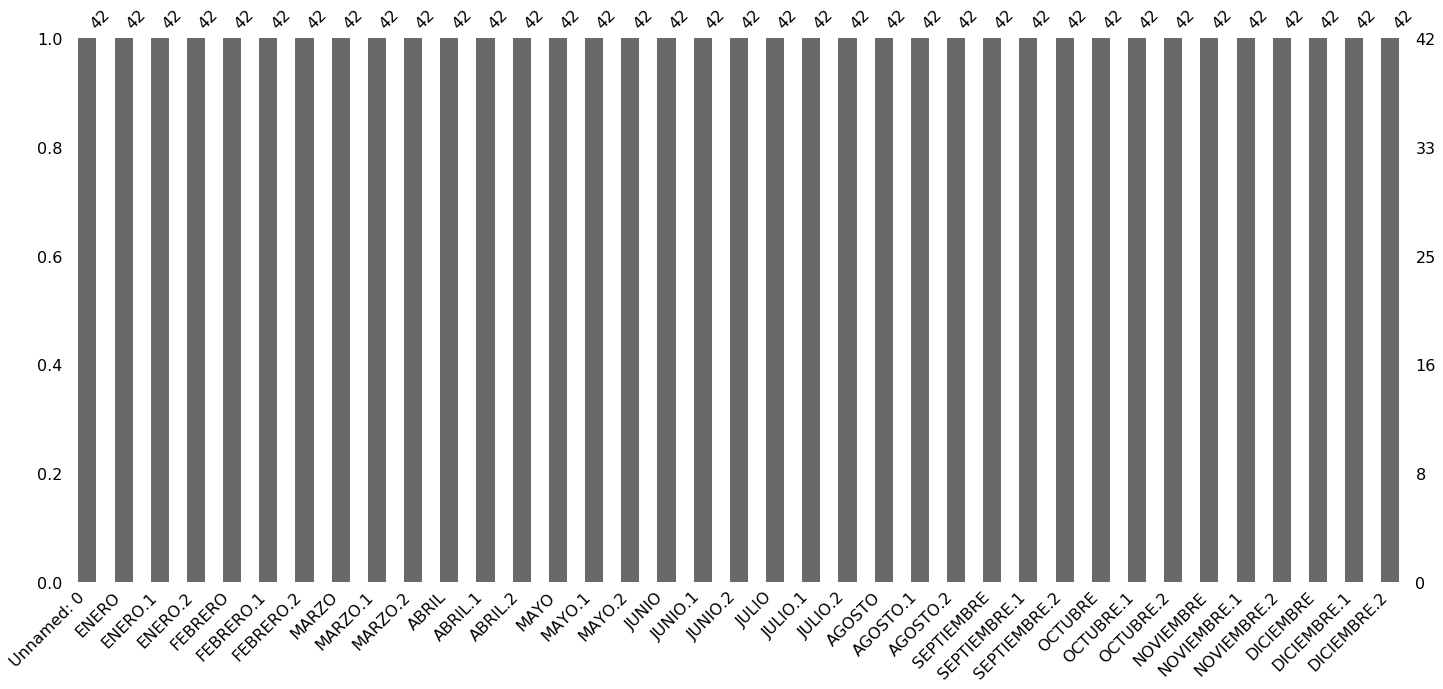 42 42 42 42 42 42 42 42 42 42 42 42 42 42 42 42 42 42 42 42 42 42 42 42 42 42 42 42 42 42 42 42 42 42 42 42 42
1.0 42
0.8 33
0.6 25
0.4 16
0.2 8
0.0 0
Unnamed: 0
ENERO
ENERO.1
ENERO.2
FEBRERO
FEBRERO.1
FEBRERO.2
MARZO
MARZO.1
MARZO.2
ABRIL
ABRIL.1
ABRIL.2
MAYO
MAYO.1
MAYO.2
JUNIO
JUNIO.1
JUNIO.2
JULIO
JULIO.1
JULIO.2
AGOSTO
AGOSTO.1
AGOSTO.2
SEPTIEMBRE
SEPTIEMBRE.1
SEPTIEMBRE.2
OCTUBRE
OCTUBRE.1
OCTUBRE.2
NOVIEMBRE
NOVIEMBRE.1
NOVIEMBRE.2
DICIEMBRE
DICIEMBRE.1
DICIEMBRE.2